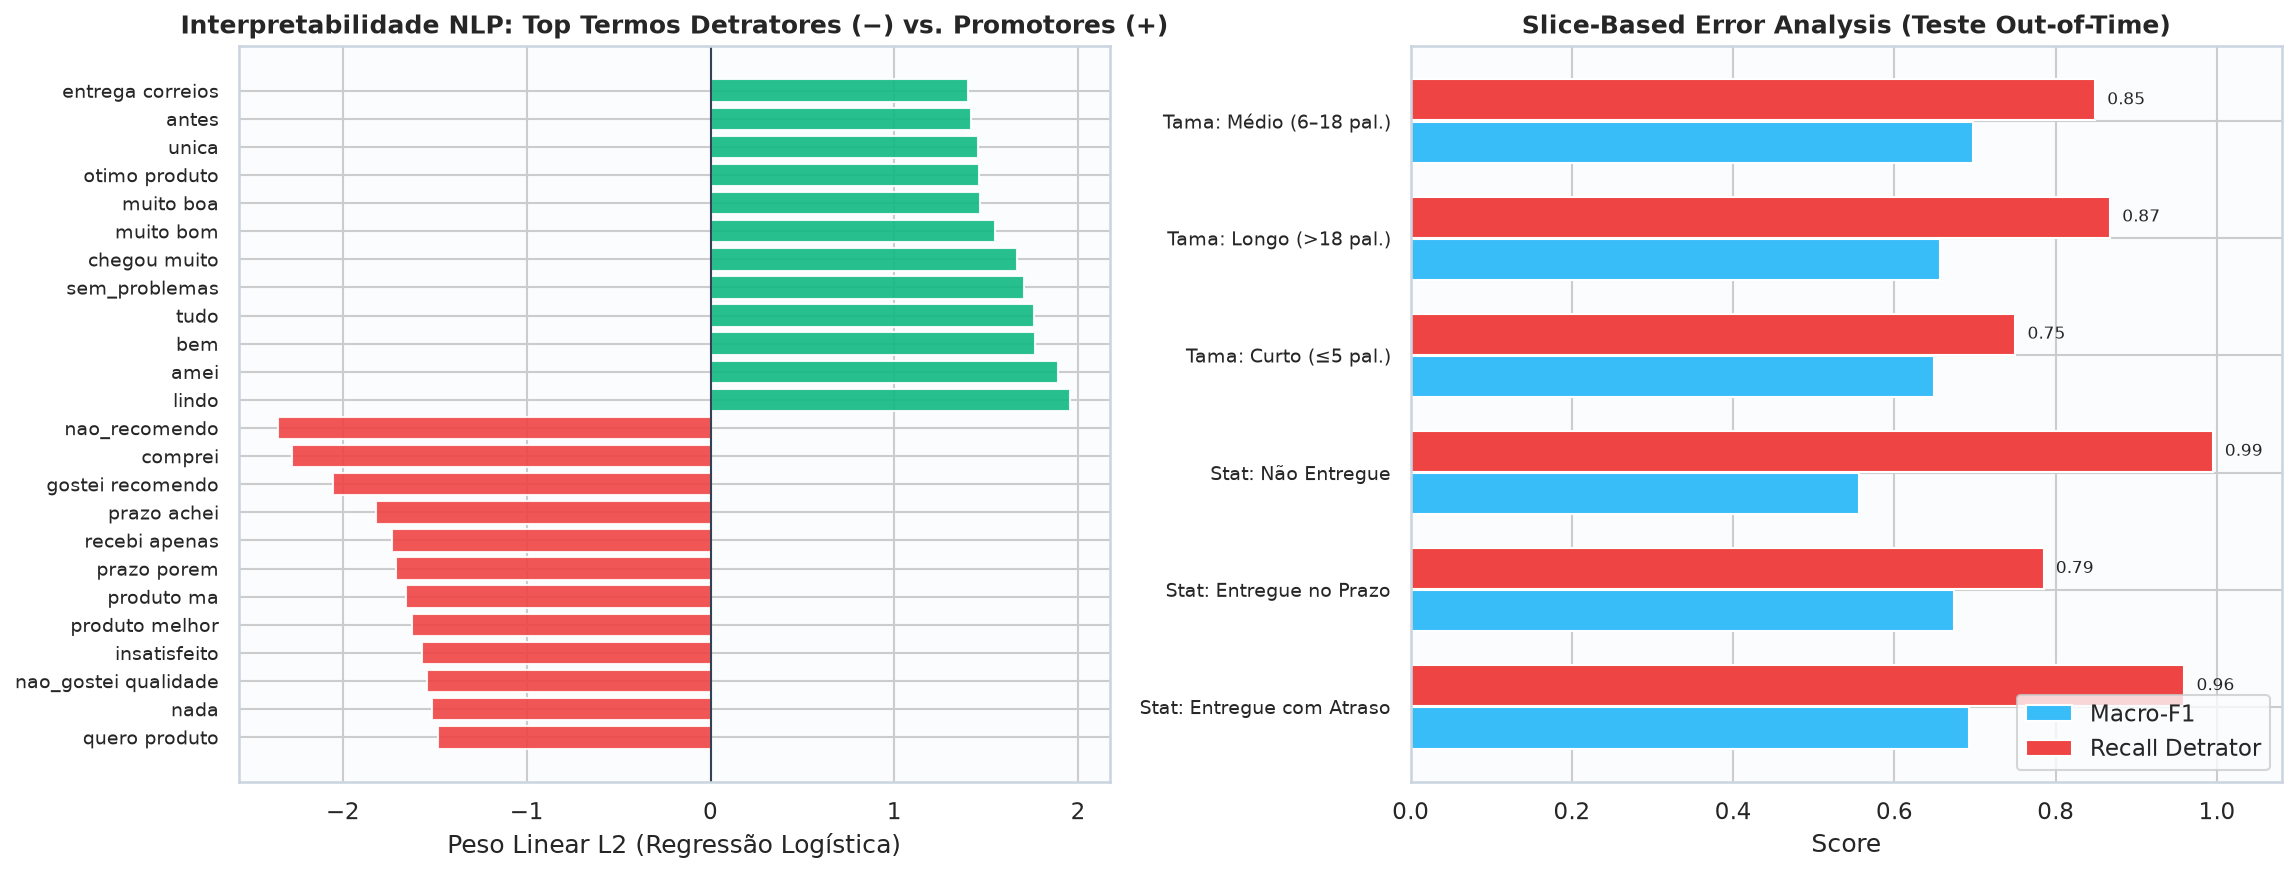 Interpretabilidade NLP: Top Termos Detratores (−) vs. Promotores (+)
entrega correios
antes
unica
otimo produto
muito boa
muito bom
chegou muito
sem_problemas
tudo
bem
amei
lindo
nao_recomendo
comprei
gostei recomendo
prazo achei
recebi apenas
prazo porem
produto ma
produto melhor
insatisfeito
nao_gostei qualidade
nada
quero produto
−2 −1 0 1 2
Peso Linear L2 (Regressão Logística)
Slice-Based Error Analysis (Teste Out-of-Time)
Tama: Médio (6–18 pal.) 0.85
Tama: Longo (>18 pal.) 0.87
Tama: Curto (≤5 pal.) 0.75
Stat: Não Entregue 0.99
Stat: Entregue no Prazo 0.79
Stat: Entregue com Atraso 0.96
Macro-F1
Recall Detrator
0.0 0.2 0.4 0.6 0.8 1.0
Score